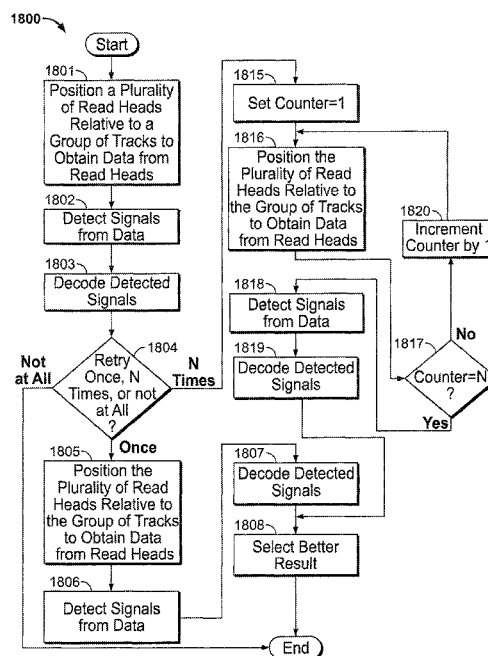 1800
Start
1801
Position a Plurality
of Read Heads
Relative to a
Group of Tracks to
Obtain Data from
Read Heads
1802
Detect Signals
from Data
1803
Decode Detected
Signals
1804
Retry
Once, N
Times, or not
at All
?
Not
at All
N
Times
Once
1805
Position the
Plurality of Read
Heads Relative to
the Group of Tracks
to Obtain Data
from Read Heads
1806
Detect Signals
from Data
1815
Set Counter=1
1816
Position the
Plurality of Read
Heads Relative to
the Group of Tracks
to Obtain Data
from Read Heads
1820
Increment
Counter by 1
1817
Counter=N
?
No
Yes
1818
Detect Signals
from Data
1819
Decode Detected
Signals
1807
Decode Detected
Signals
1808
Select Better
Result
End